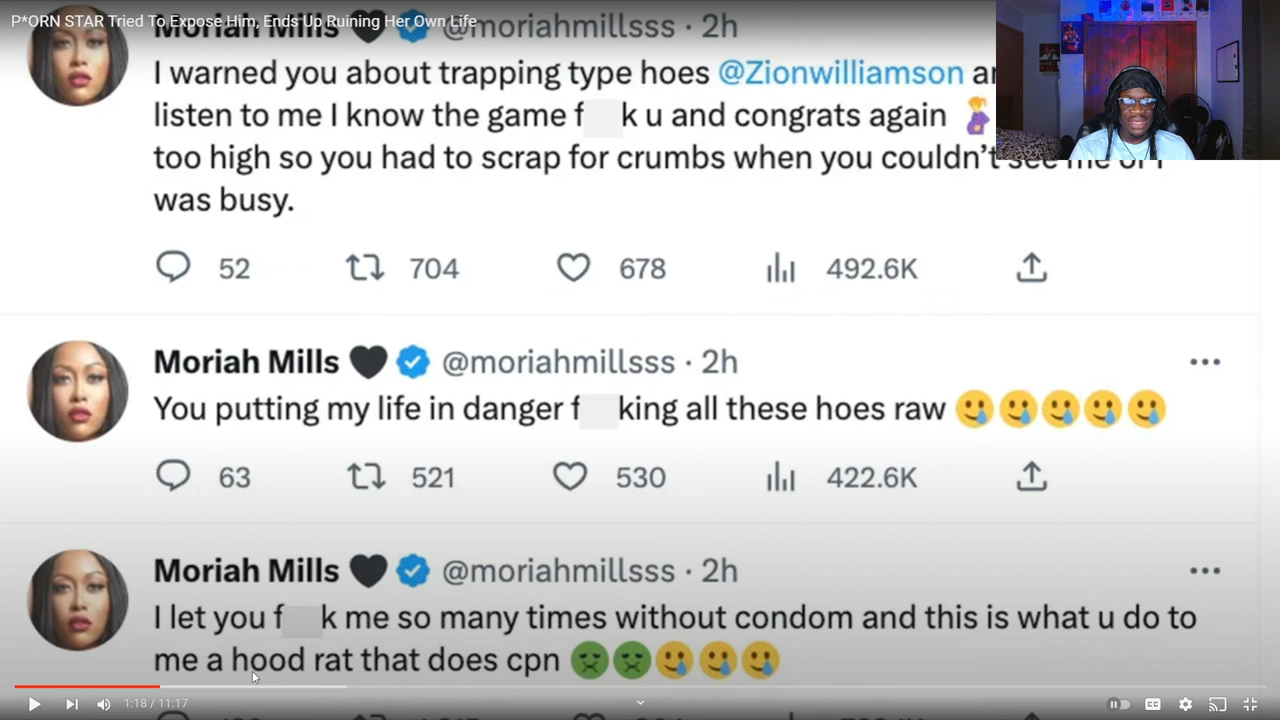 P*ORN STAR Tried To Expose Him, Ends Up Ruining Her Own Life
Moriah Mills 🖤 @moriahmillsss · 2h
I warned you about trapping type hoes @Zionwilliamson
listen to me I know the game f k u and congrats again 🫄
too high so you had to scrap for crumbs when you couldn't see me or I
was busy.
52 704 678 492.6K
Moriah Mills 🖤 @moriahmillsss · 2h
You putting my life in danger f king all these hoes raw 🥲🥲🥲🥲🥲
63 521 530 422.6K
Moriah Mills 🖤 @moriahmillsss · 2h
I let you f k me so many times without condom and this is what u do to
me a hood rat that does cpn 🤢🤢🥲🥲🥲
1:18 / 11:17
CC